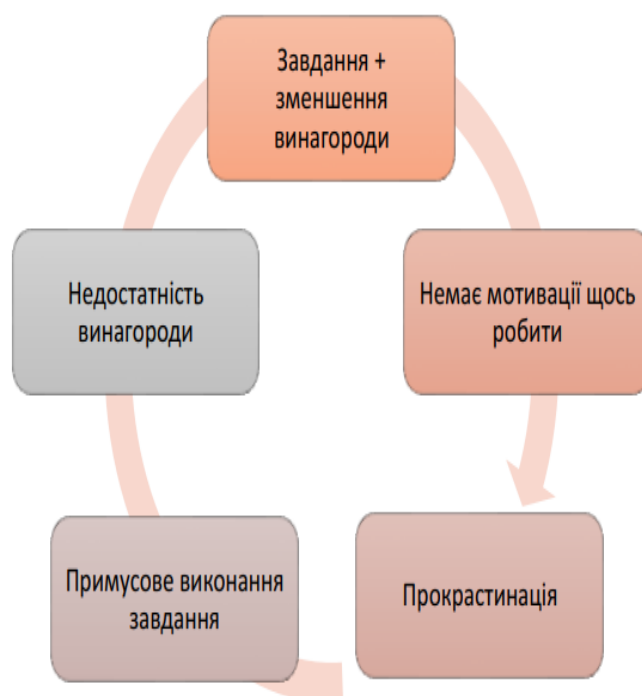 Завдання +
зменшення
винагороди
Немає мотивації щось
робити
Прокрастинація
Примусове виконання
завдання
Недостатність
винагороди